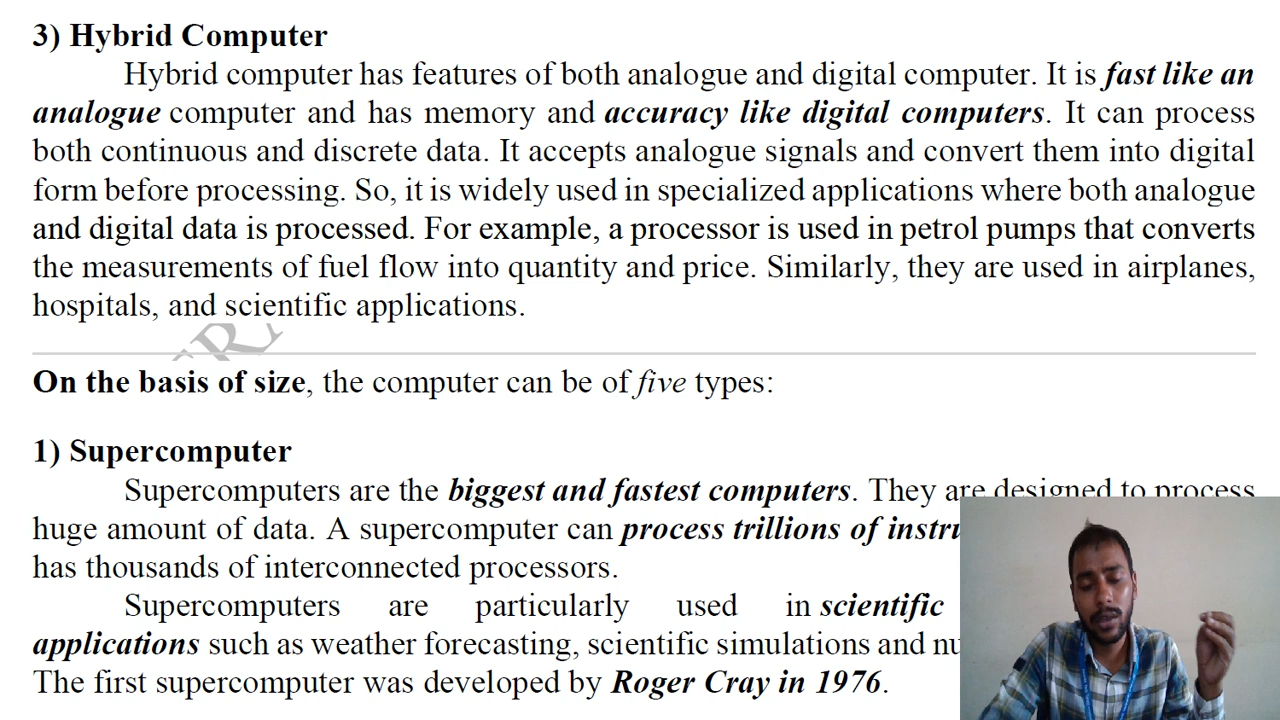 3) Hybrid Computer
Hybrid computer has features of both analogue and digital computer. It is fast like an
analogue computer and has memory and accuracy like digital computers. It can process
both continuous and discrete data. It accepts analogue signals and convert them into digital
form before processing. So, it is widely used in specialized applications where both analogue
and digital data is processed. For example, a processor is used in petrol pumps that converts
the measurements of fuel flow into quantity and price. Similarly, they are used in airplanes,
hospitals, and scientific applications.
On the basis of size, the computer can be of five types:
1) Supercomputer
Supercomputers are the biggest and fastest computers. They are designed to process
huge amount of data. A supercomputer can process trillions of
has thousands of interconnected processors.
Supercomputers are particularly used in scientific
applications such as weather forecasting, scientific simulations and
The first supercomputer was developed by Roger Cray in 1976.